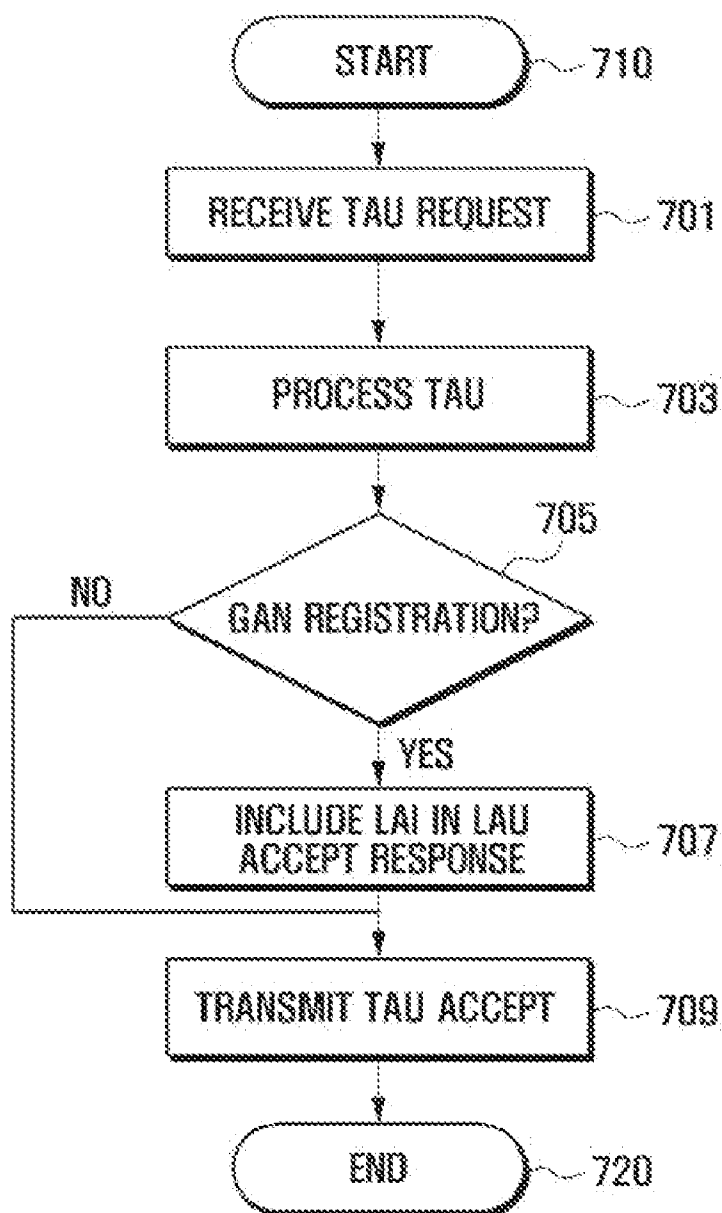 START
710
RECEIVE TAU REQUEST
701
PROCESS TAU
703
705
NO
GAN REGISTRATION?
YES
INCLUDE LAI IN LAU
ACCEPT RESPONSE
707
TRANSMIT TAU ACCEPT
709
END
720